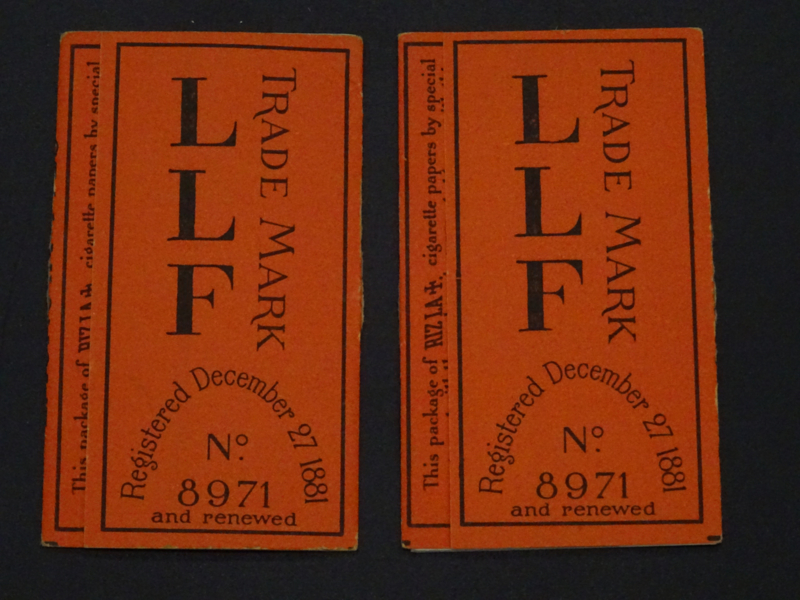 This package of RIZLA✠. cigarette papers by special
TRADE MARK
L
L
F
Registered December 27 1881
No.
8971
and renewed
This package of RIZLA✠. cigarette papers by special
TRADE MARK
L
L
F
Registered December 27 1881
No.
8971
and renewed